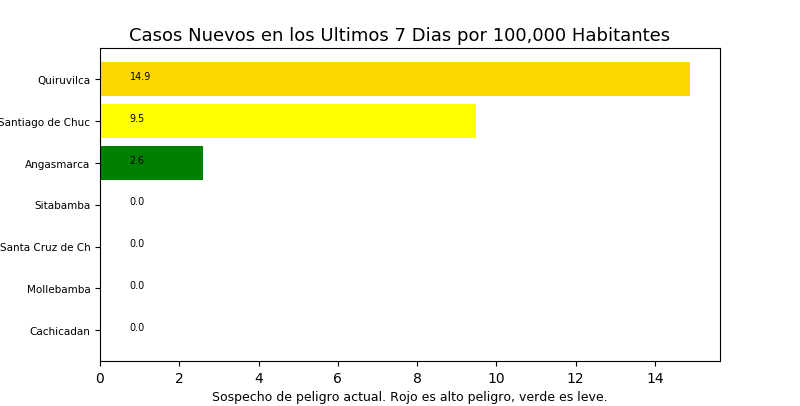 Casos Nuevos en los Ultimos 7 Dias por 100,000 Habitantes
Quiruvilca 14.9
Santiago de Chuc 9.5
Angasmarca 2.6
Sitabamba 0.0
Santa Cruz de Ch 0.0
Mollebamba 0.0
Cachicadan 0.0
0 2 4 6 8 10 12 14
Sospecho de peligro actual. Rojo es alto peligro, verde es leve.